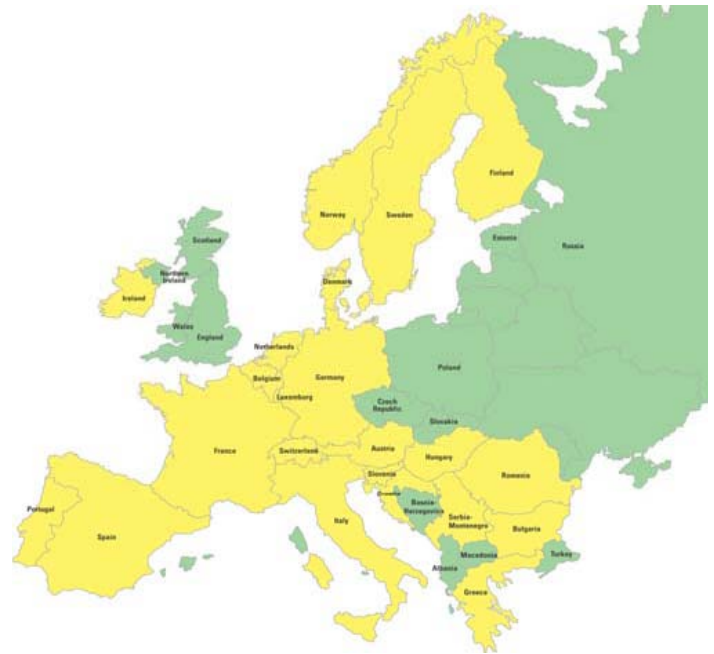 Norway
Sweden
Finland
Estonia
Russia
Scotland
Northern
Ireland
Ireland
Wales
England
Denmark
Netherlands
Belgium
Luxemburg
Germany
Poland
Czech
Republic
Slovakia
France
Switzerland
Austria
Hungary
Slovenia
Croatia
Romania
Bosnia-
Herzegovina
Serbia-
Montenegro
Bulgaria
Italy
Portugal
Spain
Macedonia
Albania
Turkey
Greece